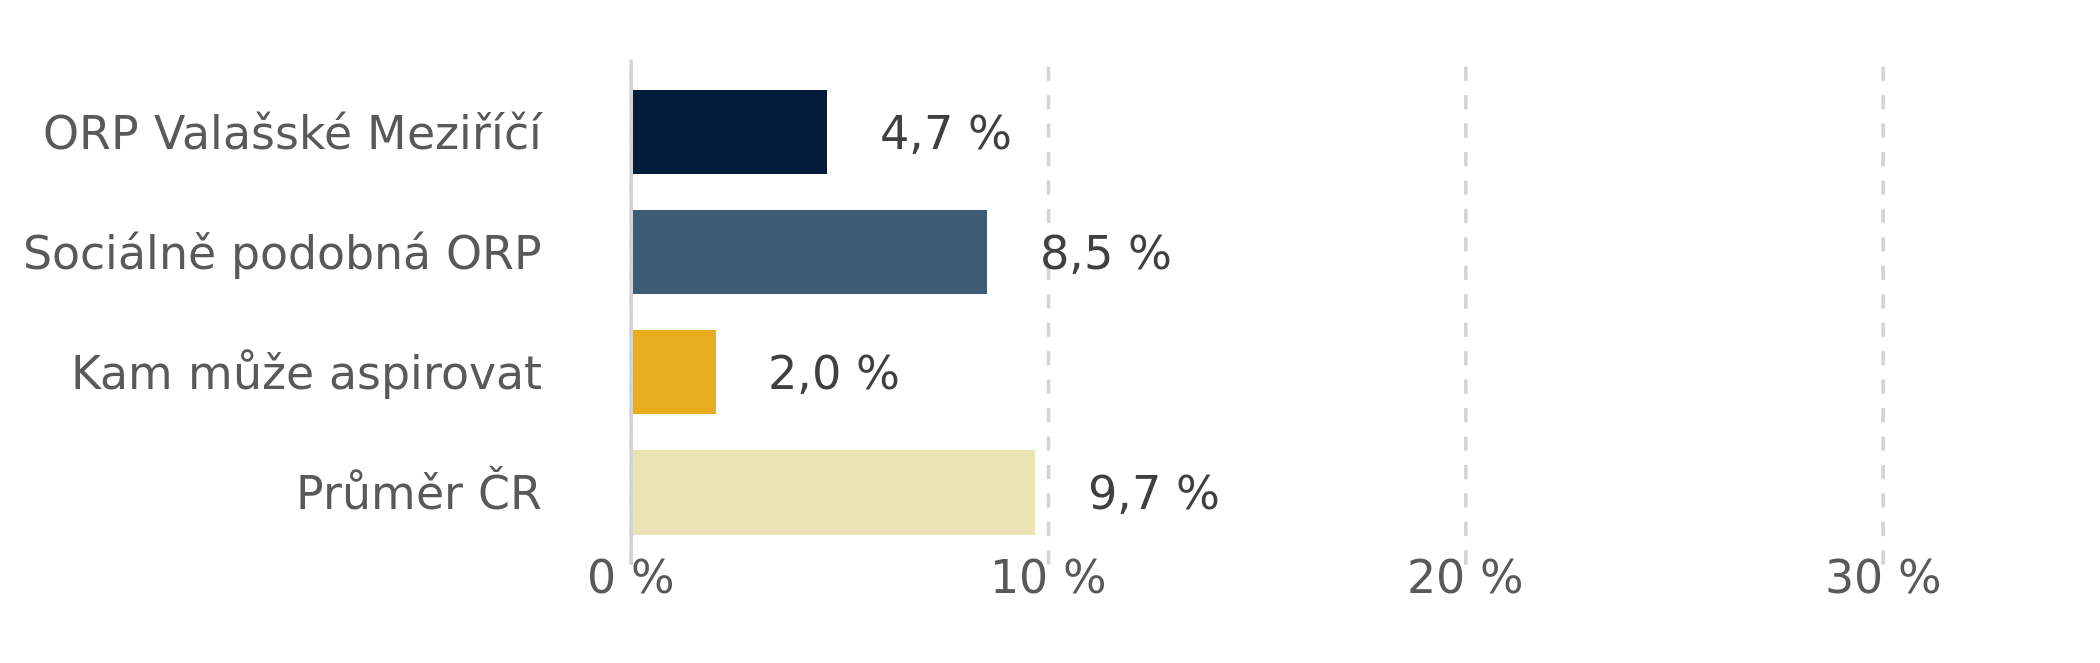 ORP Valašské Meziříčí 4,7 %
Sociálně podobná ORP 8,5 %
Kam může aspirovat 2,0 %
Průměr ČR 9,7 %
0 % 10 % 20 % 30 %